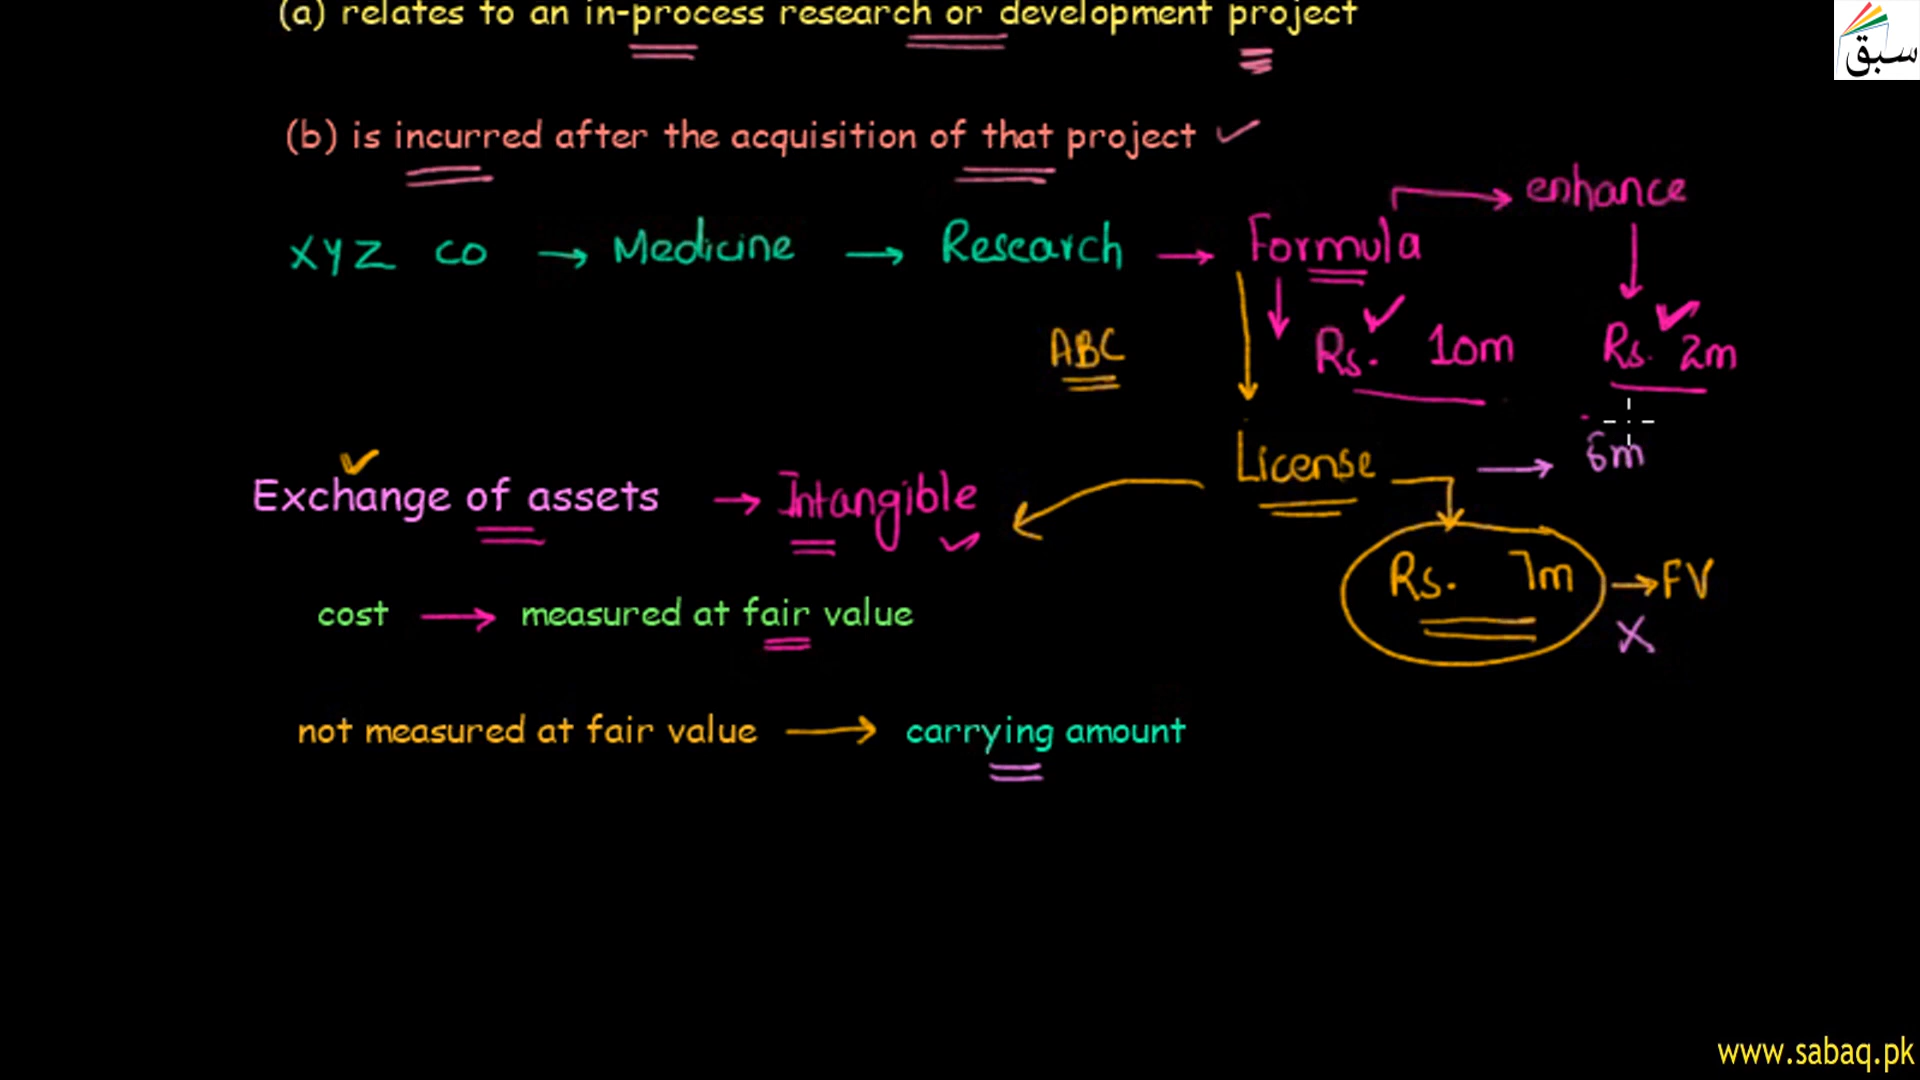 (a) relates to an in-process research or development project
سبق
(b) is incurred after the acquisition of that project
enhance
XYZ CO → Medicine → Research → Formula
ABC
Rs. 10m
Rs. 2m
License → 6m
Exchange of assets → Intangible
Rs. 7m → FV
X
cost → measured at fair value
not measured at fair value → carrying amount
www.sabaq.pk